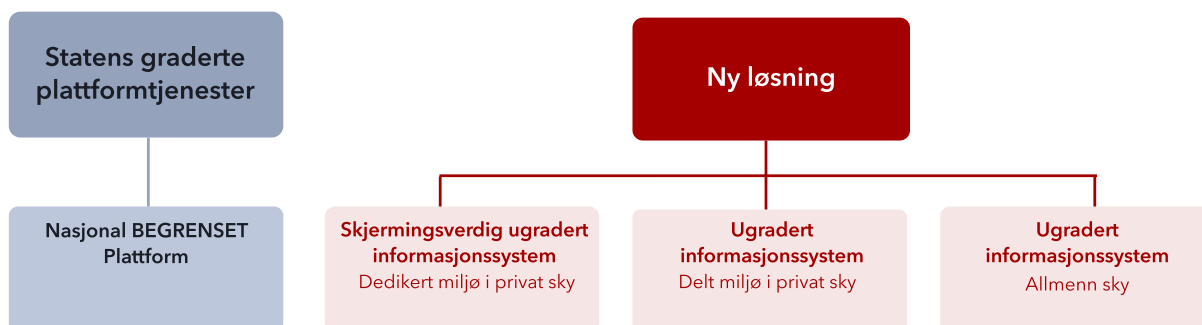 Statens graderte
plattformtjenester
Ny løsning
Nasjonal BEGRENSET
Plattform
Skjermingsverdig ugradert
informasjonssystem
Dedikert miljø i privat sky
Ugradert
informasjonssystem
Delt miljø i privat sky
Ugradert
informasjonssystem
Allmenn sky